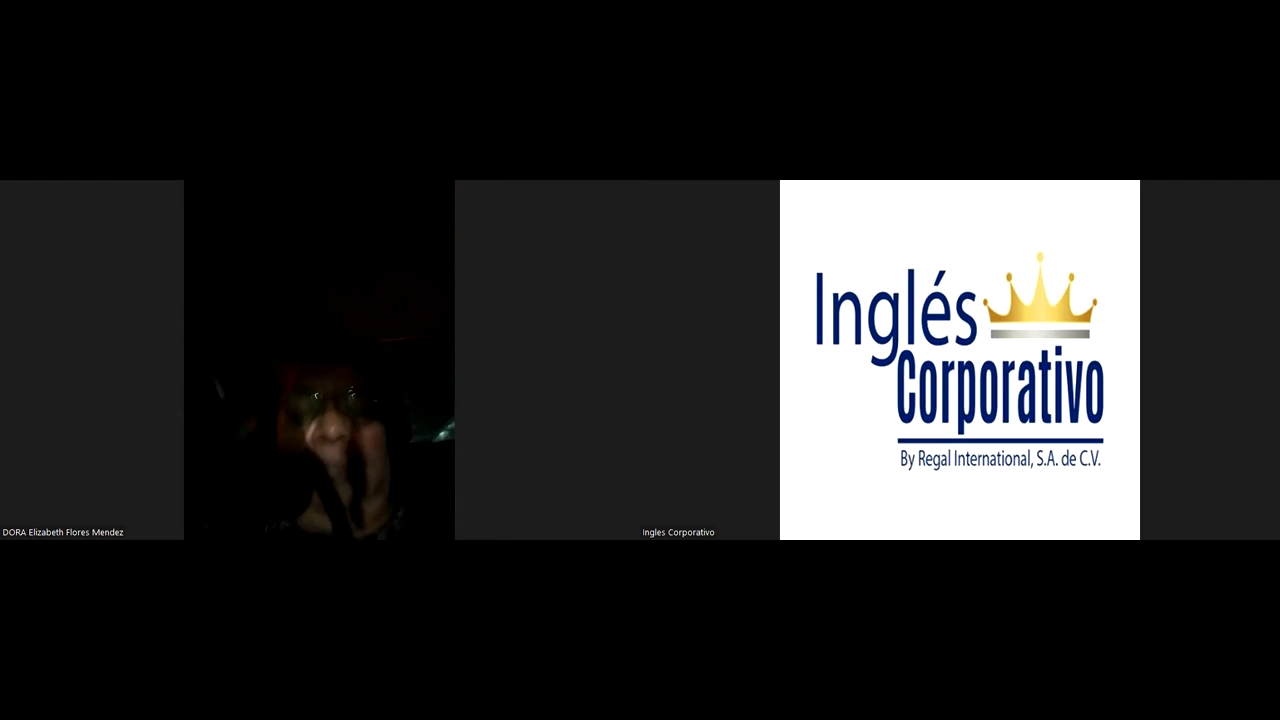 Inglés
Corporativo
By Regal International, S.A. de C.V.
DORA Elizabeth Flores Mendez
Ingles Corporativo